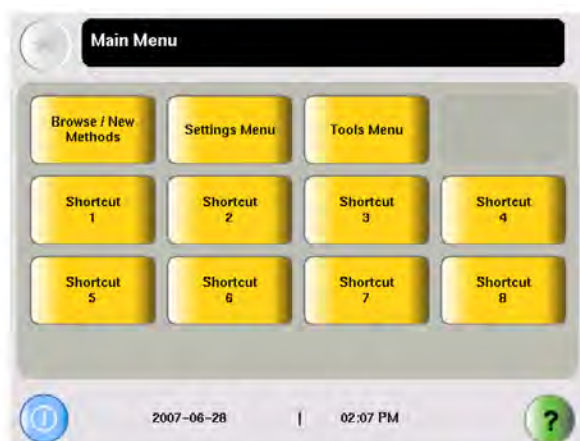 Main Menu
Browse / New
Methods
Settings Menu
Tools Menu
Shortcut
1
Shortcut
2
Shortcut
3
Shortcut
4
Shortcut
5
Shortcut
6
Shortcut
7
Shortcut
8
2007-06-28 | 02:07 PM
?